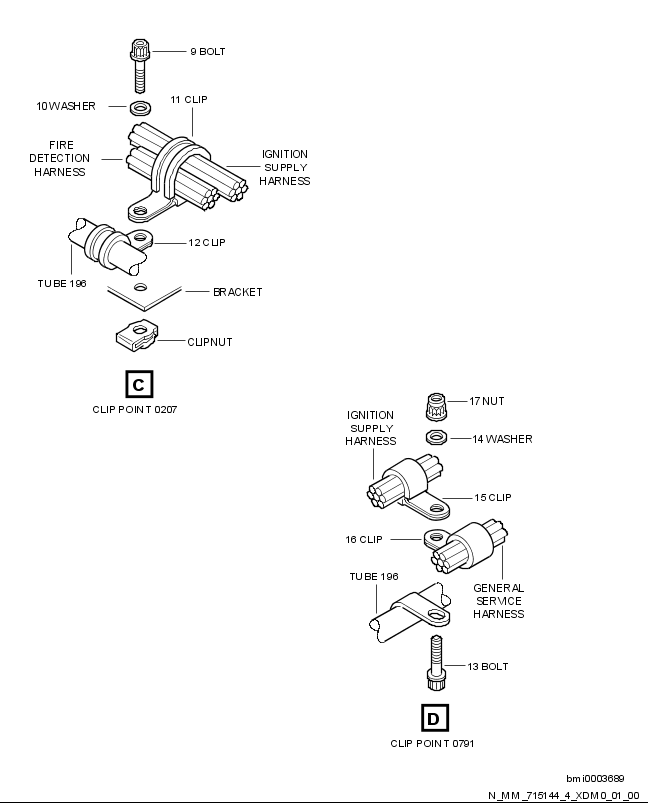 9 BOLT
10 WASHER
11 CLIP
FIRE
DETECTION
HARNESS
IGNITION
SUPPLY
HARNESS
12 CLIP
TUBE 196
BRACKET
CLIPNUT
C
CLIP POINT 0207
17 NUT
IGNITION
SUPPLY
HARNESS
14 WASHER
15 CLIP
16 CLIP
TUBE 196
GENERAL
SERVICE
HARNESS
13 BOLT
D
CLIP POINT 0791
bmi0003689
N_MM_715144_4_XDM0_01_00